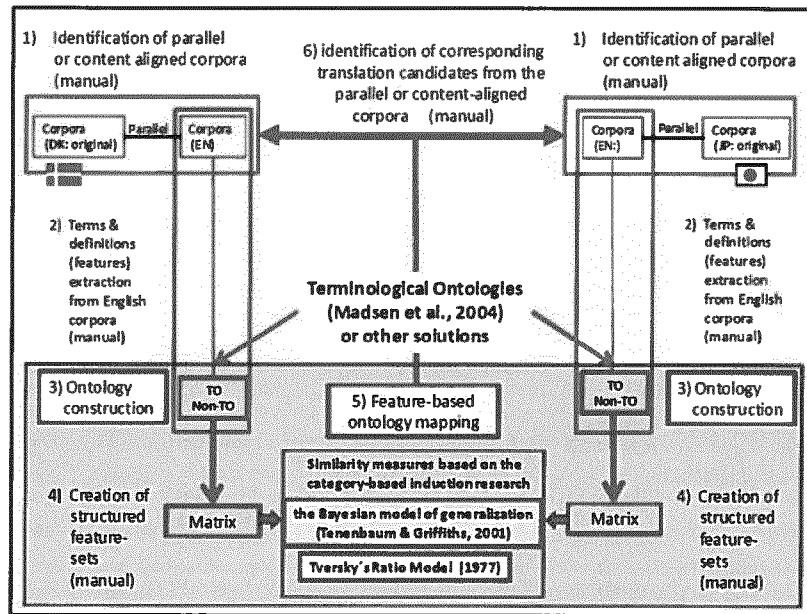 1) Identification of parallel
or content aligned corpora
(manual)
6) identification of corresponding
translation candidates from the
parallel or content-aligned
corpora (manual)
1) Identification of parallel
or content aligned corpora
(manual)
Corpora
(DK: original)
Parallel
Corpora
(EN)
Corpora
(EN:)
Parallel
Corpora
(JP: original)
2) Terms &
definitions
(features)
extraction
from English
corpora
(manual)
2) Terms &
definitions
(features)
extraction
from English
corpora
(manual)
Terminological Ontologies
(Madsen et al., 2004)
or other solutions
3) Ontology
construction
TO
Non-TO
5) Feature-based
ontology mapping
TO
Non-TO
3) Ontology
construction
4) Creation of
structured
feature-
sets
(manual)
Matrix
Similarity measures based on the
category-based induction research
the Bayesian model of generalization
(Tenenbaum & Griffiths, 2001)
Tversky´s Ratio Model (1977)
Matrix
4) Creation of
structured
feature-
sets
(manual)